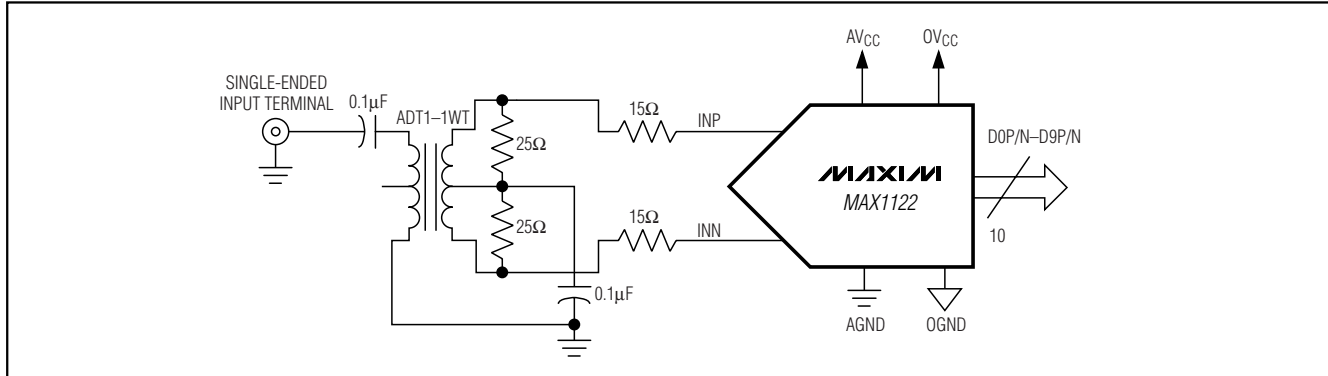 SINGLE-ENDED
INPUT TERMINAL
0.1µF
ADT1–1WT
25Ω
25Ω
0.1µF
15Ω
15Ω
INP
INN
AVCC
OVCC
MAXIM
MAX1122
D0P/N–D9P/N
10
AGND
OGND